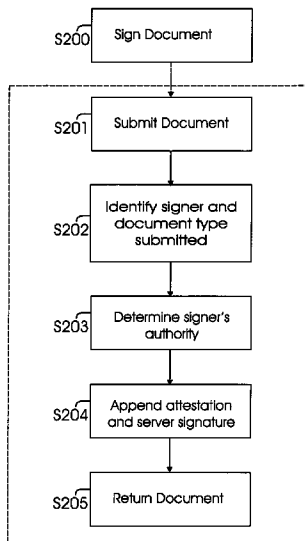 S200
Sign Document
S201
Submit Document
S202
Identify signer and
document type
submitted
S203
Determine signer's
authority
S204
Append attestation
and server signature
S205
Return Document